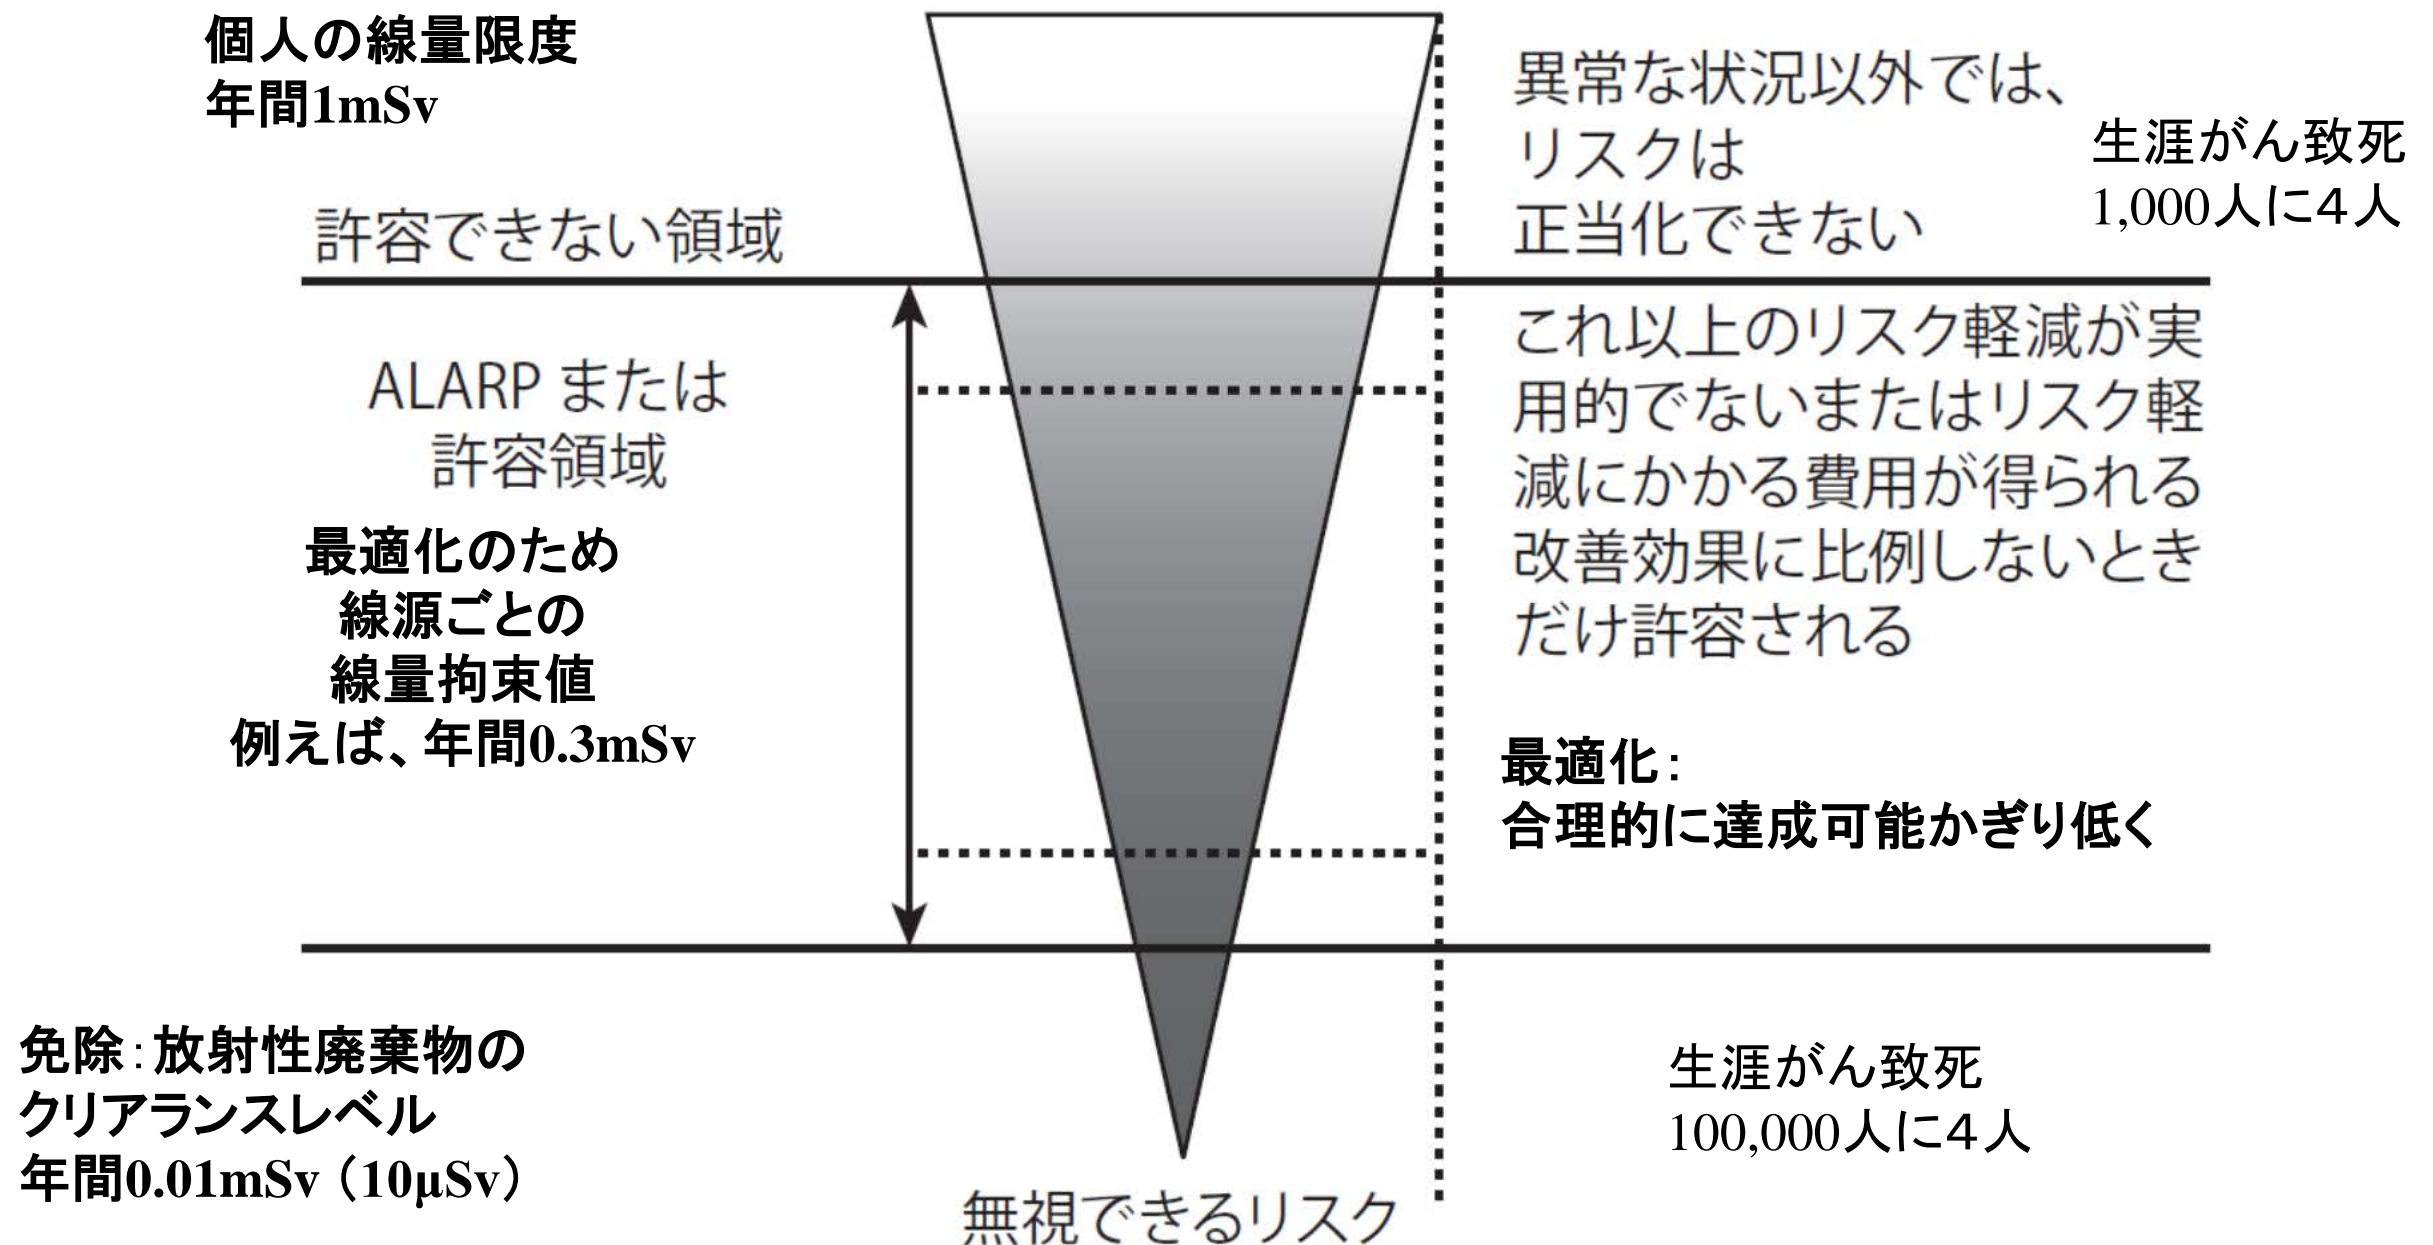 個人の線量限度
年間1mSv
異常な状況以外では、
リスクは
正当化できない
生涯がん致死
1,000人に４人
許容できない領域
ALARP または
許容領域
これ以上のリスク軽減が実
用的でないまたはリスク軽
減にかかる費用が得られる
改善効果に比例しないとき
だけ許容される
最適化のため
線源ごとの
線量拘束値
例えば、年間0.3mSv
最適化：
合理的に達成可能かぎり低く
免除：放射性廃棄物の
クリアランスレベル
年間0.01mSv（10μSv）
生涯がん致死
100,000人に４人
無視できるリスク